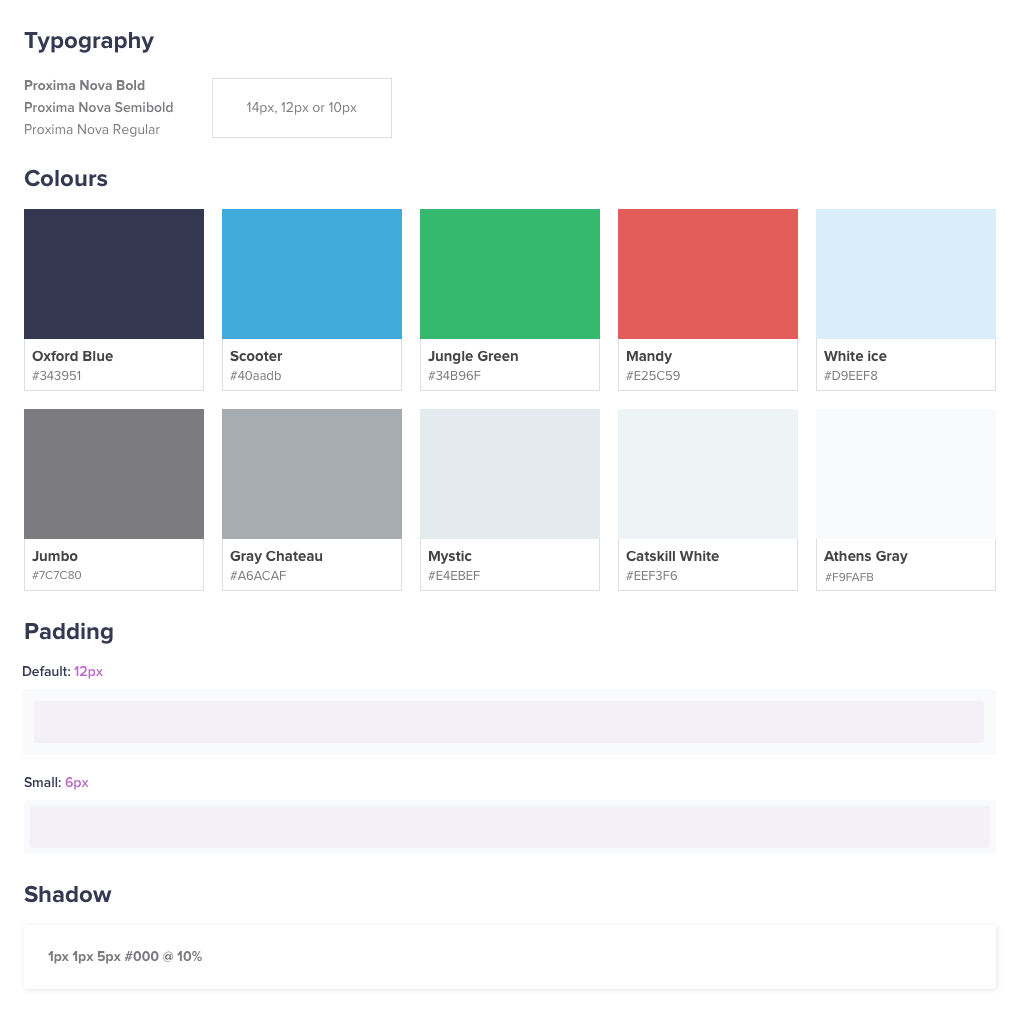 Typography
Proxima Nova Bold
Proxima Nova Semibold
Proxima Nova Regular
14px, 12px or 10px
Colours
Oxford Blue
#343951
Scooter
#40aadb
Jungle Green
#34B96F
Mandy
#E25C59
White ice
#D9EEF8
Jumbo
#7C7C80
Gray Chateau
#A6ACAF
Mystic
#E4EBEF
Catskill White
#EEF3F6
Athens Gray
#F9FAFB
Padding
Default: 12px
Small: 6px
Shadow
1px 1px 5px #000 @ 10%